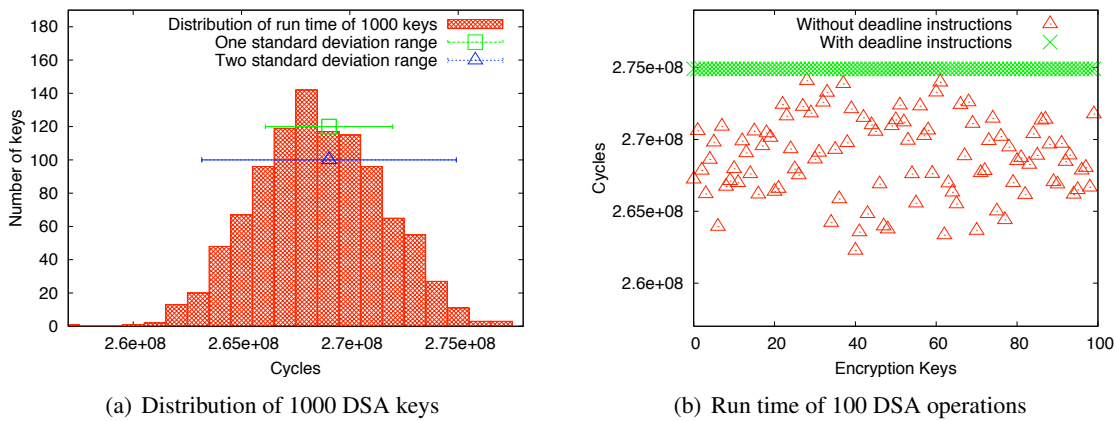 Distribution of run time of 1000 keys
One standard deviation range
Two standard deviation range
Number of keys
180
160
140
120
100
80
60
40
20
0
2.6e+08
2.65e+08
2.7e+08
2.75e+08
Cycles
(a) Distribution of 1000 DSA keys
Without deadline instructions
With deadline instructions
Cycles
2.75e+08
2.7e+08
2.65e+08
2.6e+08
0
20
40
60
80
100
Encryption Keys
(b) Run time of 100 DSA operations